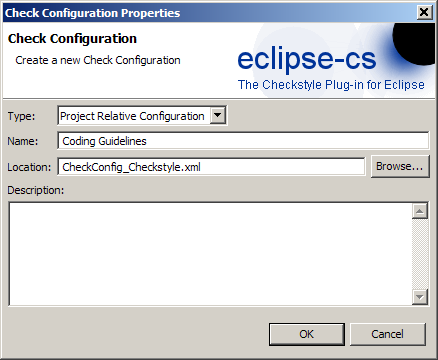 Check Configuration Properties
Check Configuration
Create a new Check Configuration
eclipse-cs
The Checkstyle Plug-in for Eclipse
Type: Project Relative Configuration
Name: Coding Guidelines
Location: CheckConfig_Checkstyle.xml Browse...
Description:
OK Cancel